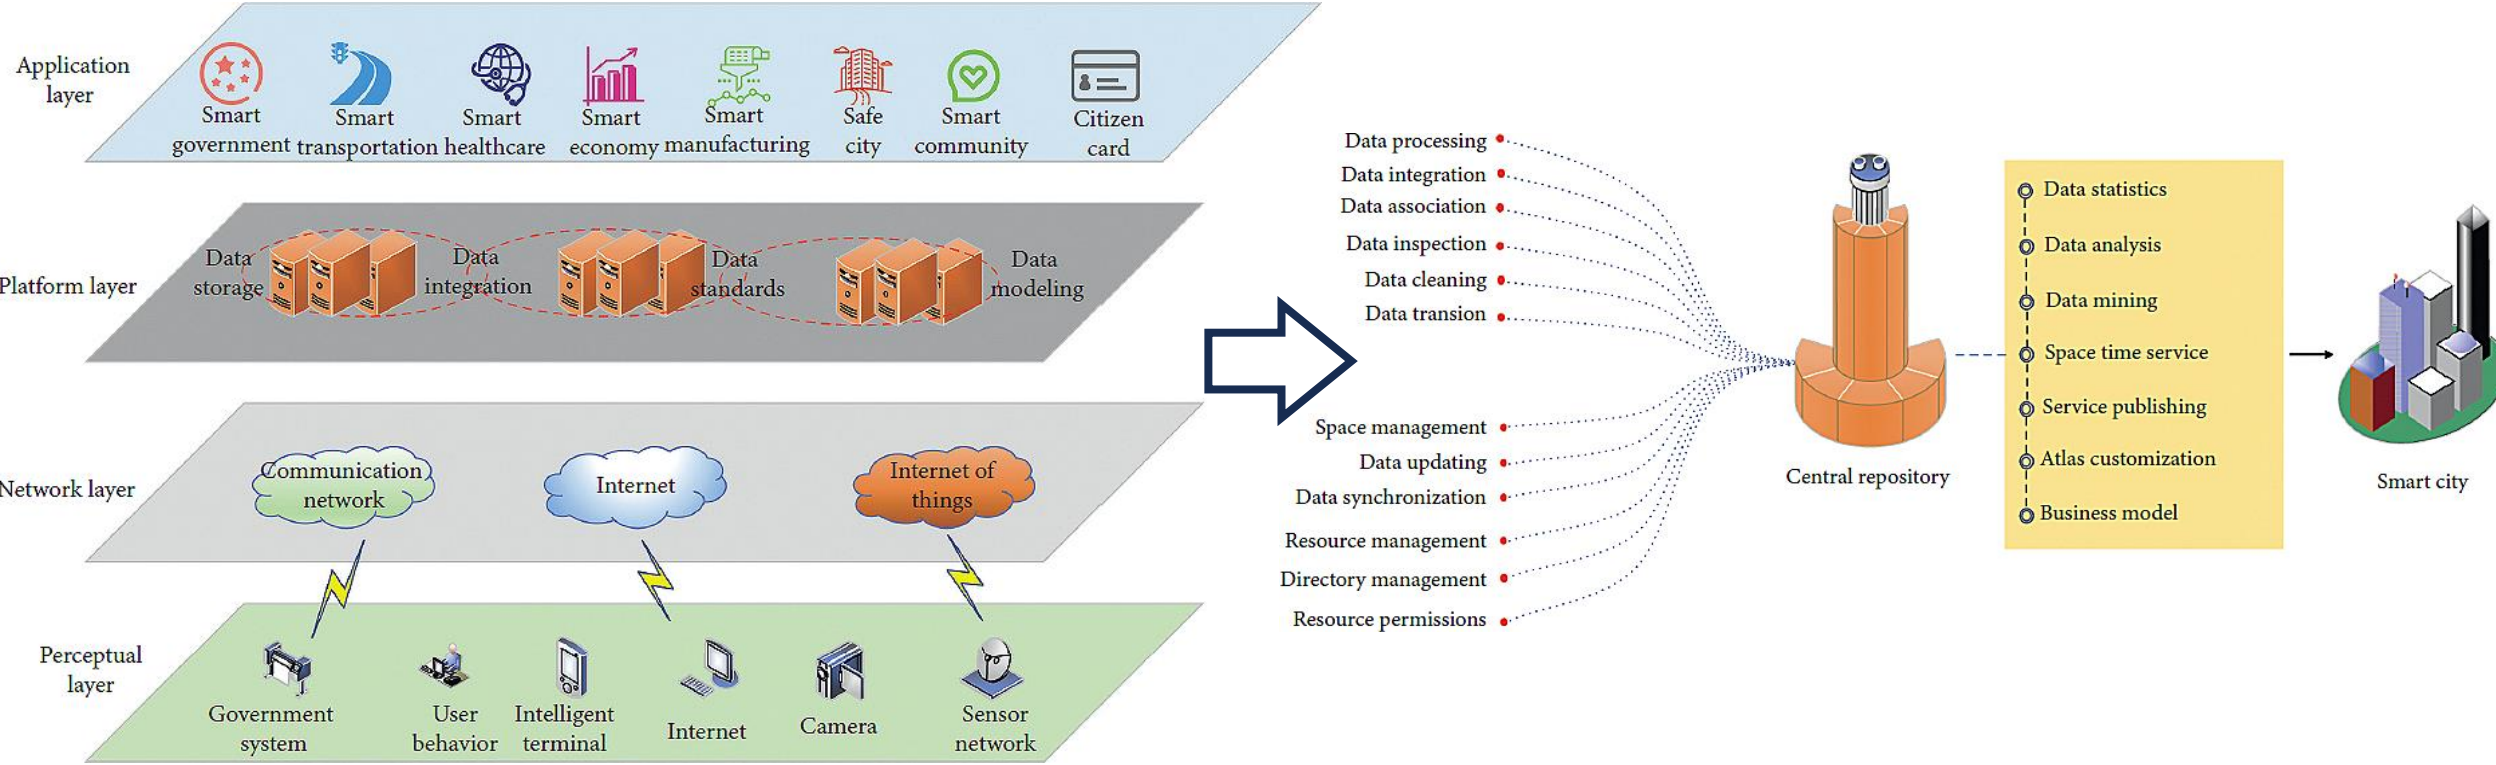 Application
layer
Smart
government
Smart
transportation
Smart
healthcare
Smart
economy
Smart
manufacturing
Safe
city
Smart
community
Citizen
card
Platform layer
Data
storage
Data
integration
Data
standards
Data
modeling
Network layer
Communication
network
Internet
Internet of
things
Perceptual
layer
Government
system
User
behavior
Intelligent
terminal
Internet
Camera
Sensor
network
Data processing
Data integration
Data association
Data inspection
Data cleaning
Data transion
Space management
Data updating
Data synchronization
Resource management
Directory management
Resource permissions
Central repository
Data statistics
Data analysis
Data mining
Space time service
Service publishing
Atlas customization
Business model
Smart city